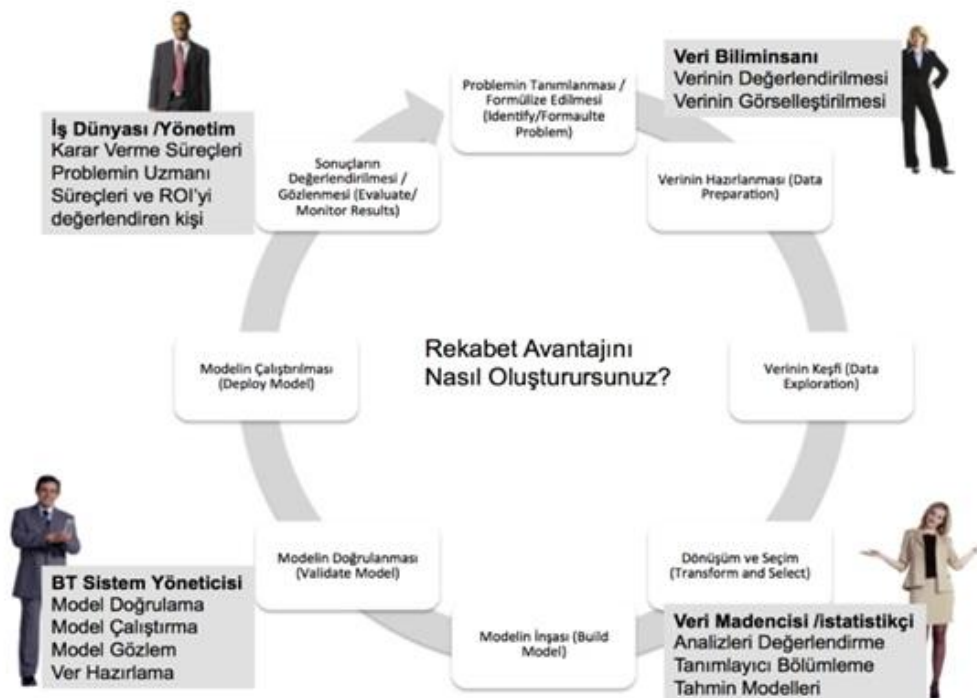 Problemin Tanımlanması /
Formülize Edilmesi
(Identify/Formaulte
Problem)
Veri Biliminsanı
Verinin Değerlendirilmesi
Verinin Görselleştirilmesi
İş Dünyası /Yönetim
Karar Verme Süreçleri
Problemin Uzmanı
Süreçleri ve ROI'yi
değerlendiren kişi
Sonuçların
Değerlendirilmesi /
Gözlenmesi (Evaluate/
Monitor Results)
Verinin Hazırlanması (Data
Preparation)
Rekabet Avantajını
Nasıl Oluşturursunuz?
Modelin Çalıştırılması
(Deploy Model)
Verinin Keşfi (Data
Exploration)
Modelin Doğrulanması
(Validate Model)
Dönüşüm ve Seçim
(Transform and Select)
BT Sistem Yöneticisi
Model Doğrulama
Model Çalıştırma
Model Gözlem
Ver Hazırlama
Modelin İnşası (Build
Model)
Veri Madencisi /istatistikçi
Analizleri Değerlendirme
Tanımlayıcı Bölümleme
Tahmin Modelleri